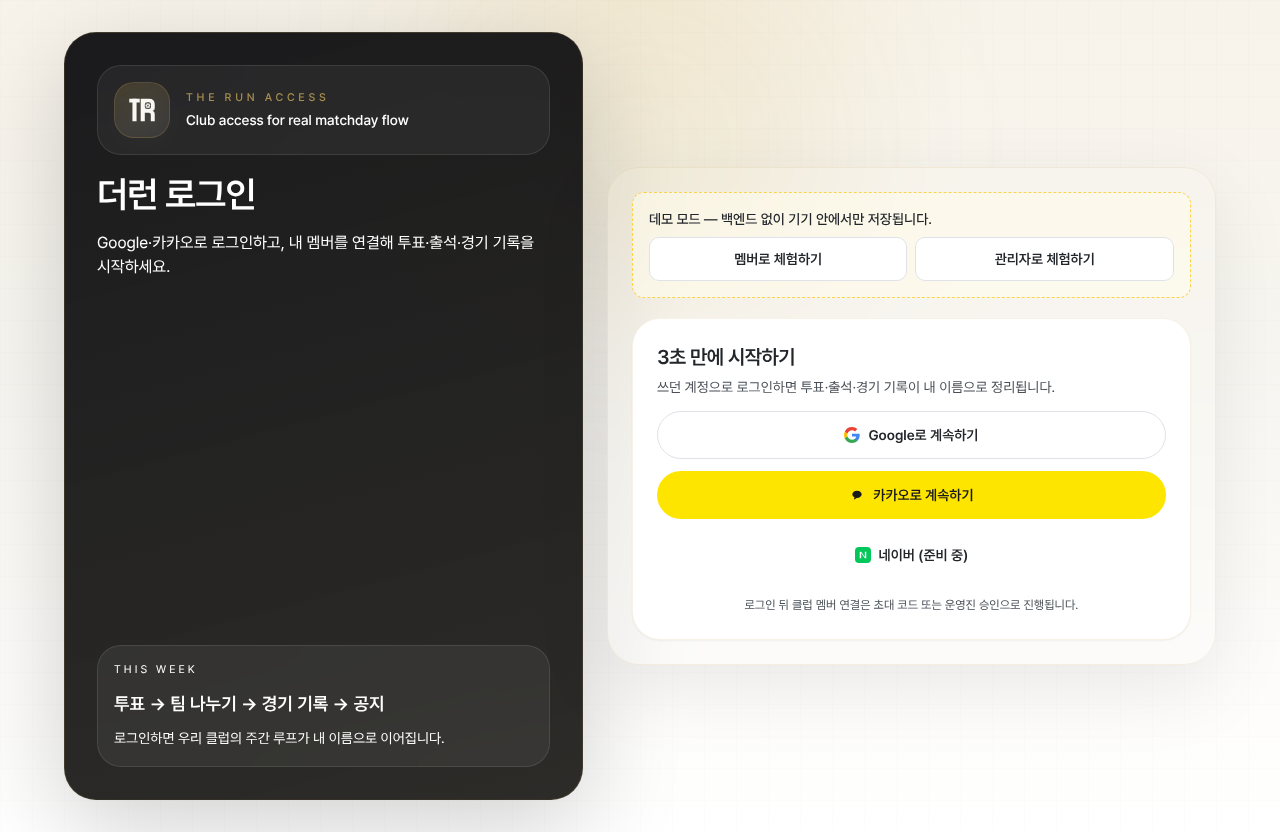 TR
THE RUN ACCESS
Club access for real matchday flow
더런 로그인
Google·카카오로 로그인하고, 내 멤버를 연결해 투표·출석·경기 기록을
시작하세요.
THIS WEEK
투표 → 팀 나누기 → 경기 기록 → 공지
로그인하면 우리 클럽의 주간 루프가 내 이름으로 이어집니다.
데모 모드 — 백엔드 없이 기기 안에서만 저장됩니다.
멤버로 체험하기
관리자로 체험하기
3초 만에 시작하기
쓰던 계정으로 로그인하면 투표·출석·경기 기록이 내 이름으로 정리됩니다.
Google로 계속하기
카카오로 계속하기
N 네이버 (준비 중)
로그인 뒤 클럽 멤버 연결은 초대 코드 또는 운영진 승인으로 진행됩니다.